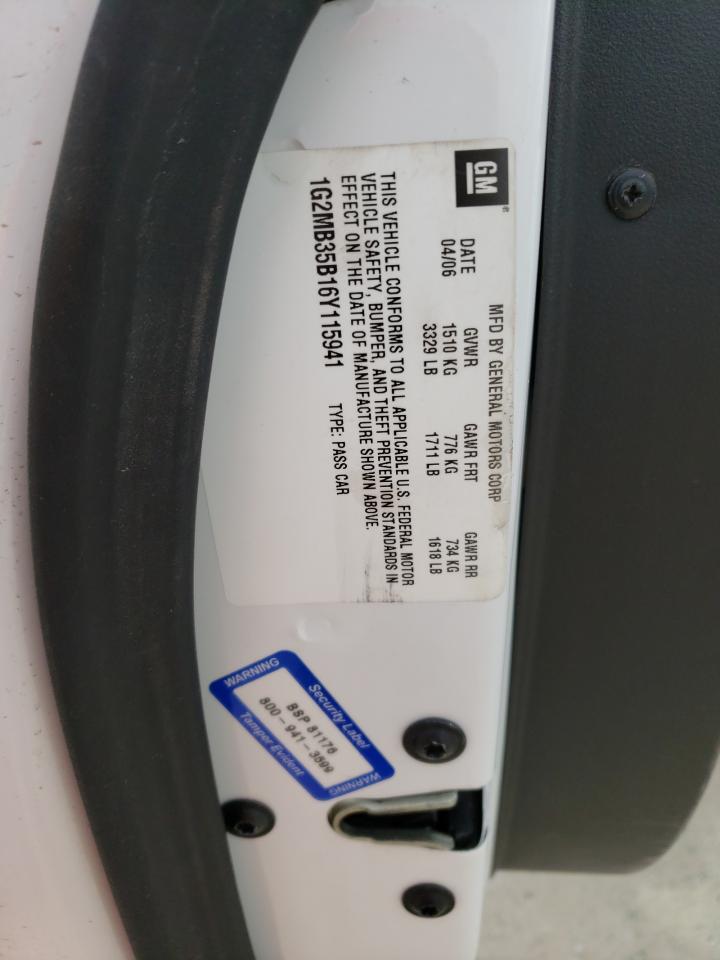 GM
MFD BY GENERAL MOTORS CORP
DATE GVWR GAWR FRT GAWR RR
04/06 1510 KG 776 KG 734 KG
3329 LB 1711 LB 1618 LB
THIS VEHICLE CONFORMS TO ALL APPLICABLE U.S. FEDERAL MOTOR
VEHICLE SAFETY, BUMPER, AND THEFT PREVENTION STANDARDS IN
EFFECT ON THE DATE OF MANUFACTURE SHOWN ABOVE.
1G2MB35B16Y115941 TYPE: PASS CAR
Security Label
WARNING
BSP 81176
800-941-3599
WARNING
Tamper Evident